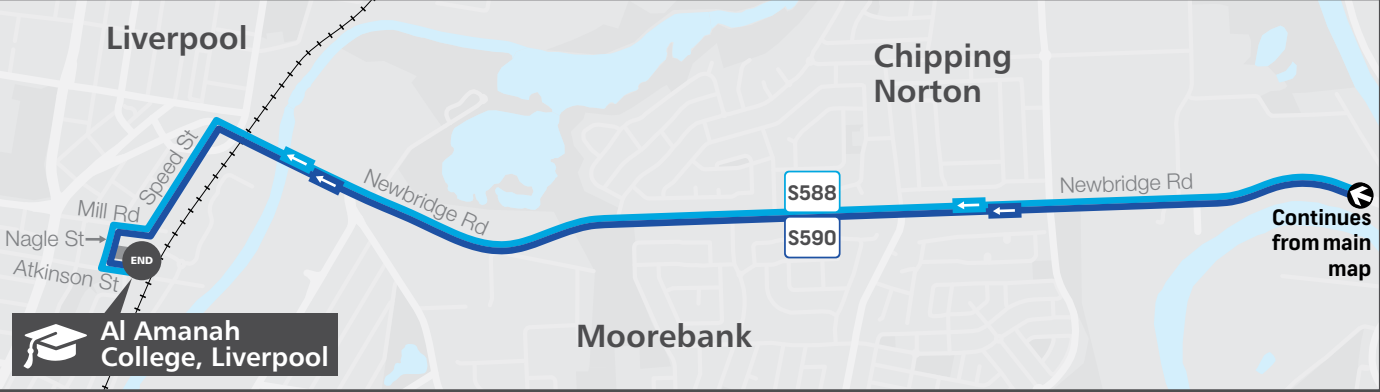 Liverpool
Chipping
Norton
Speed St
Newbridge Rd
S588
Newbridge Rd
Mill Rd
Nagle St
S590
Continues
from main
map
END
Atkinson St
Moorebank
Al Amanah
College, Liverpool